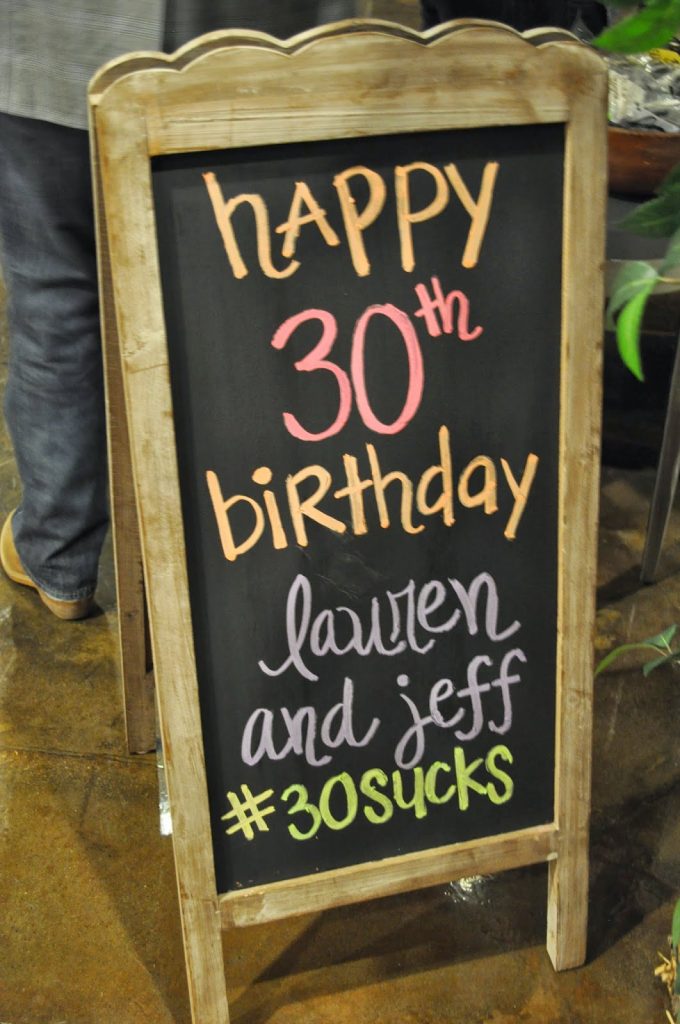 hAPPY
30th
biRthday
lauren
and jeff
#30sucks